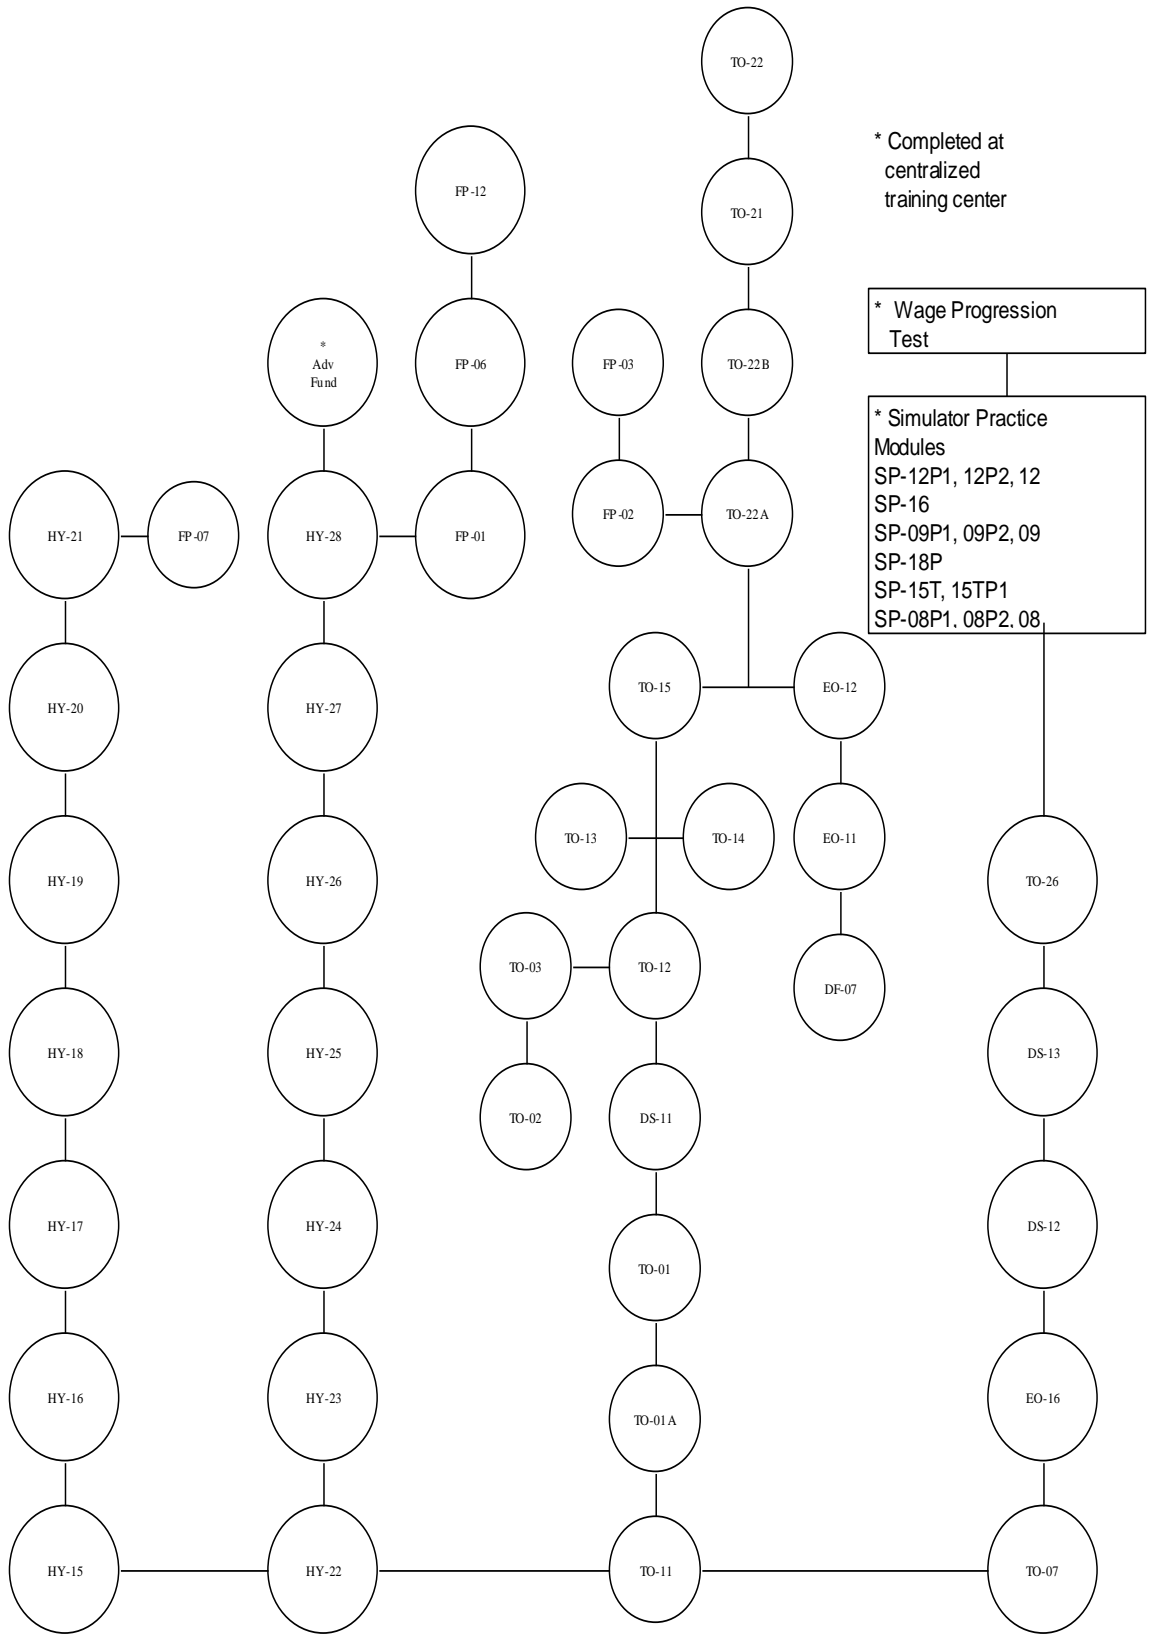 TO-22
* Completed at
centralized
training center
FP-12
TO-21
* Wage Progression
Test
*
Adv
Fund
FP-06
FP-03
TO-22B
* Simulator Practice
Modules
SP-12P1, 12P2, 12
SP-16
SP-09P1, 09P2, 09
SP-18P
SP-15T, 15TP1
SP-08P1, 08P2, 08
HY-21
FP-07
HY-28
FP-01
FP-02
TO-22A
HY-20
HY-27
TO-15
EO-12
TO-13
TO-14
EO-11
HY-19
HY-26
TO-26
TO-03
TO-12
DF-07
HY-18
HY-25
DS-13
TO-02
DS-11
HY-17
HY-24
DS-12
TO-01
HY-16
HY-23
TO-01A
EO-16
HY-15
HY-22
TO-11
TO-07